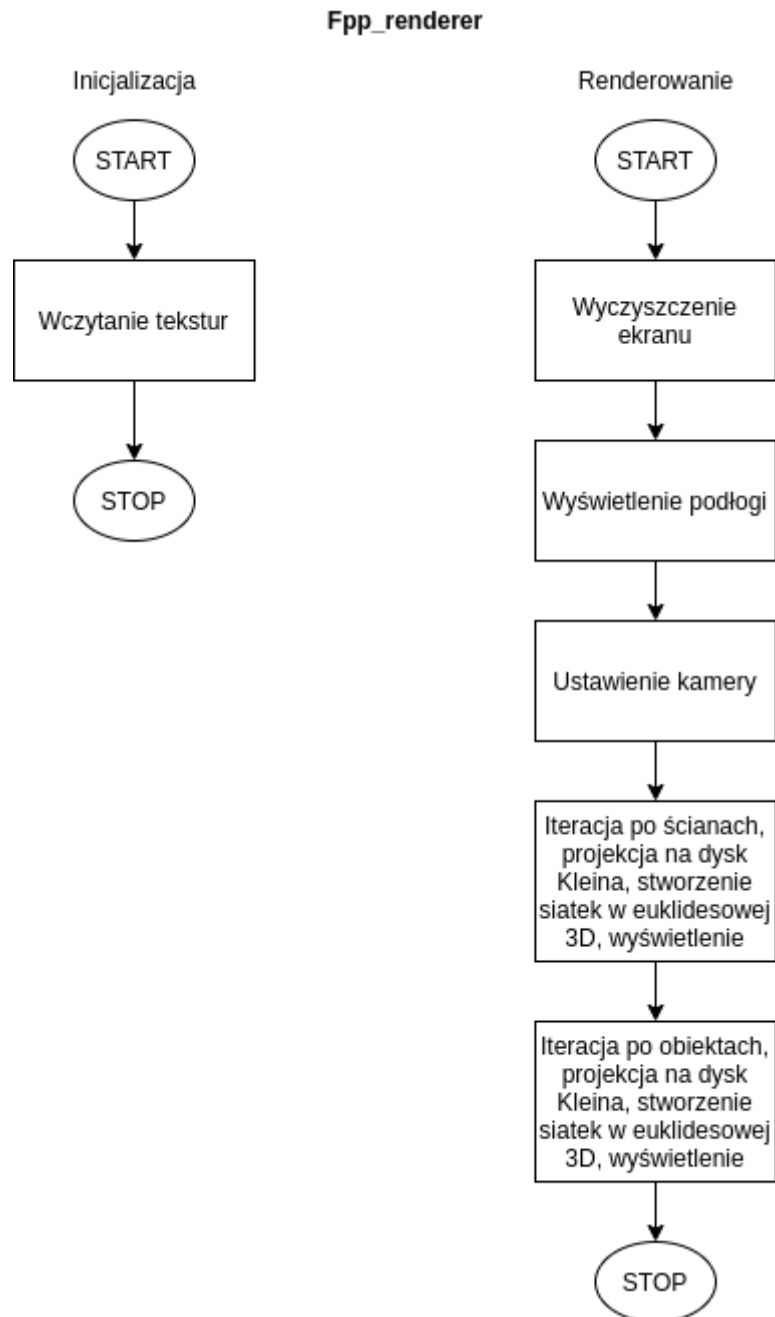 Fpp_renderer
Inicjalizacja
START
Wczytanie tekstur
STOP
Renderowanie
START
Wyczyszczenie
ekranu
Wyświetlenie podłogi
Ustawienie kamery
Iteracja po ścianach,
projekcja na dysk
Kleina, stworzenie
siatek w euklidesowej
3D, wyświetlenie
Iteracja po obiektach,
projekcja na dysk
Kleina, stworzenie
siatek w euklidesowej
3D, wyświetlenie
STOP